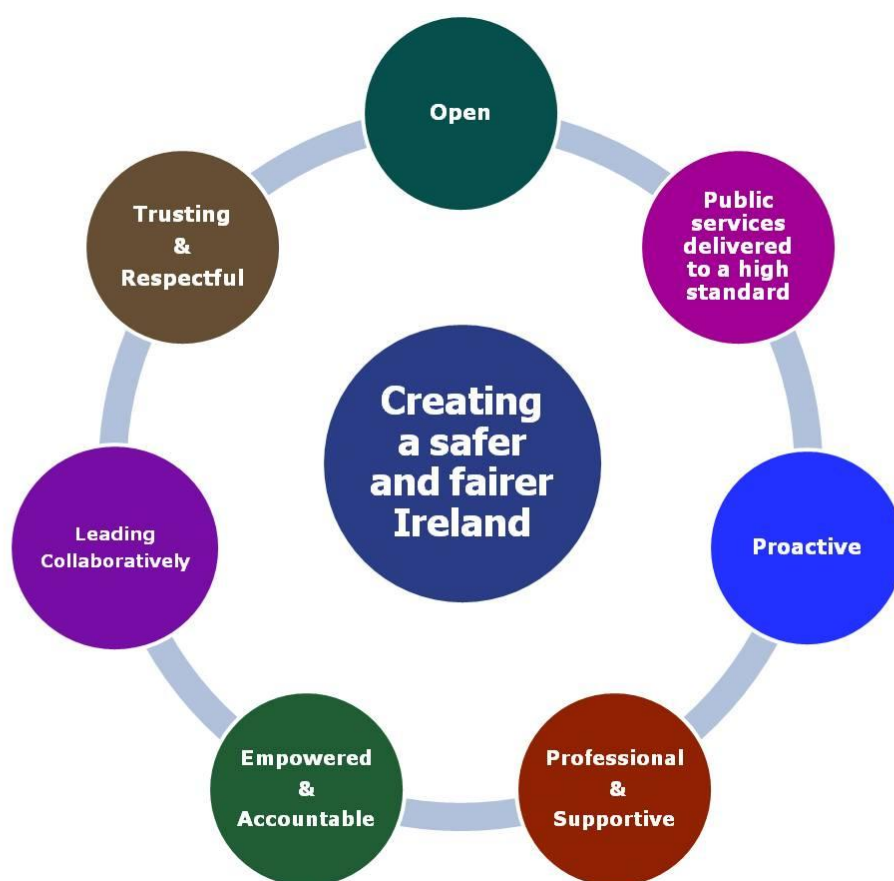 Open
Public
services
delivered
to a high
standard
Proactive
Professional
&
Supportive
Empowered
&
Accountable
Leading
Collaboratively
Trusting
&
Respectful
Creating
a safer
and fairer
Ireland